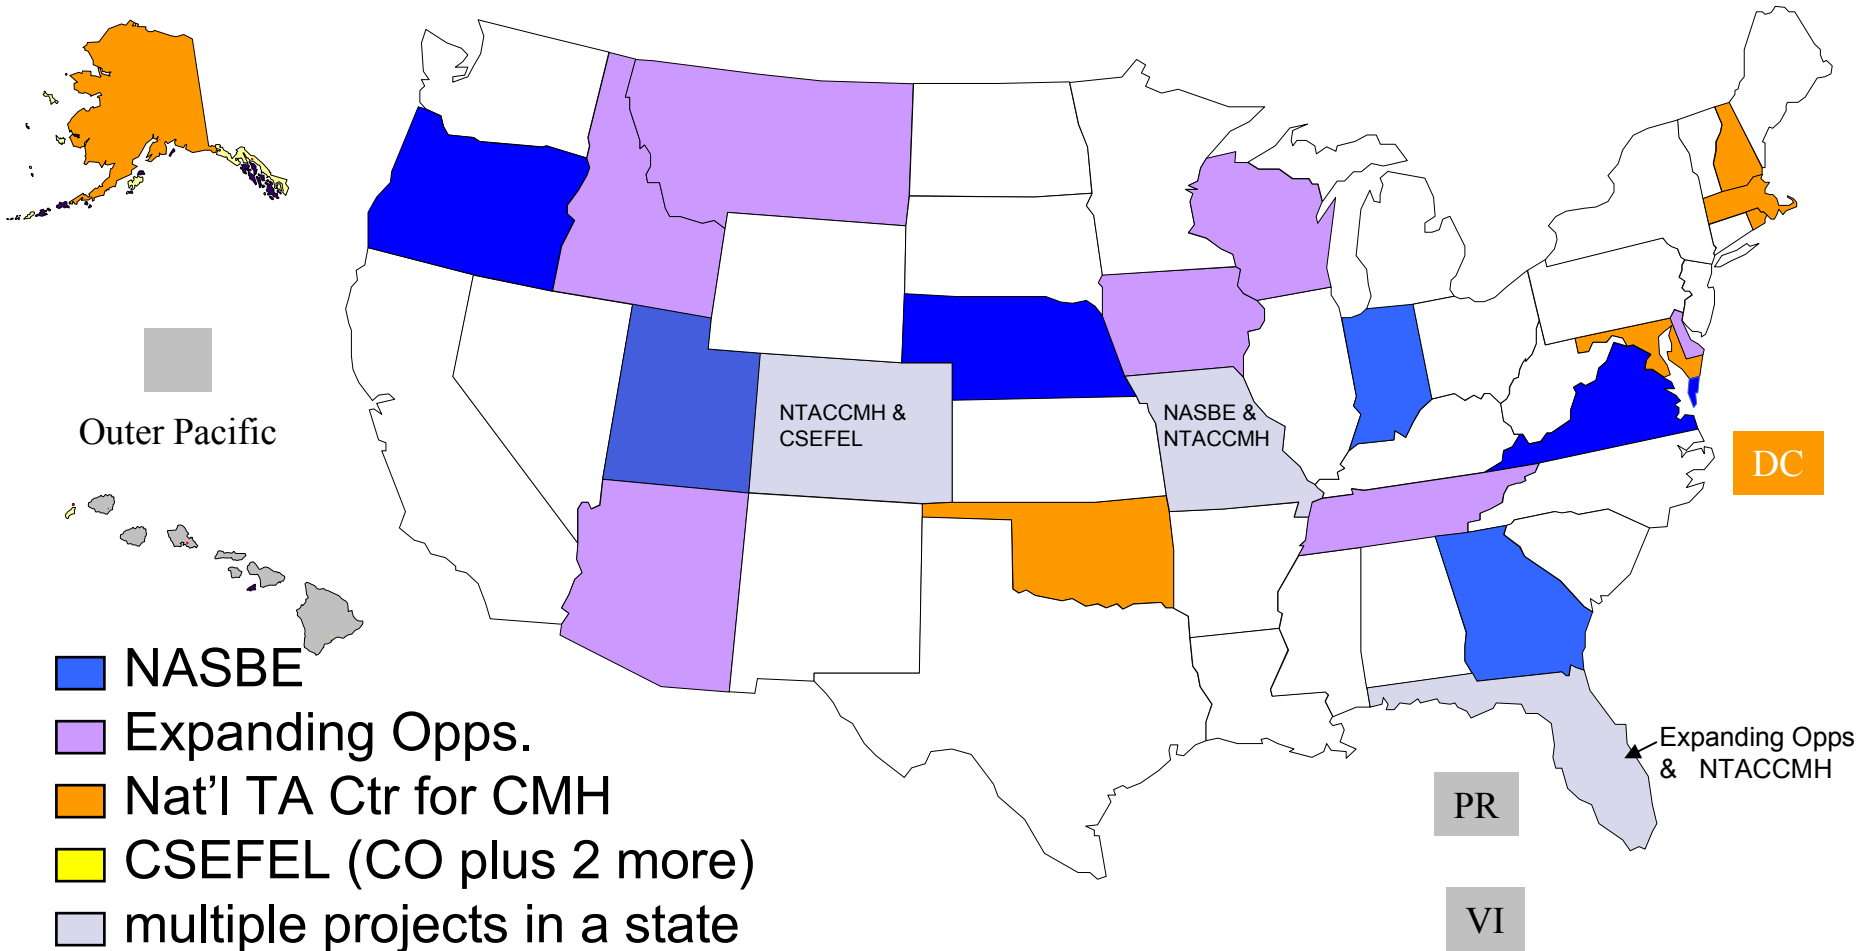 NTACCMH &
CSEFEL
NASBE &
NTACCMH
Outer Pacific
DC
NASBE
Expanding Opps.
Nat’l TA Ctr for CMH
CSEFEL (CO plus 2 more)
multiple projects in a state
Expanding Opps
& NTACCMH
PR
VI